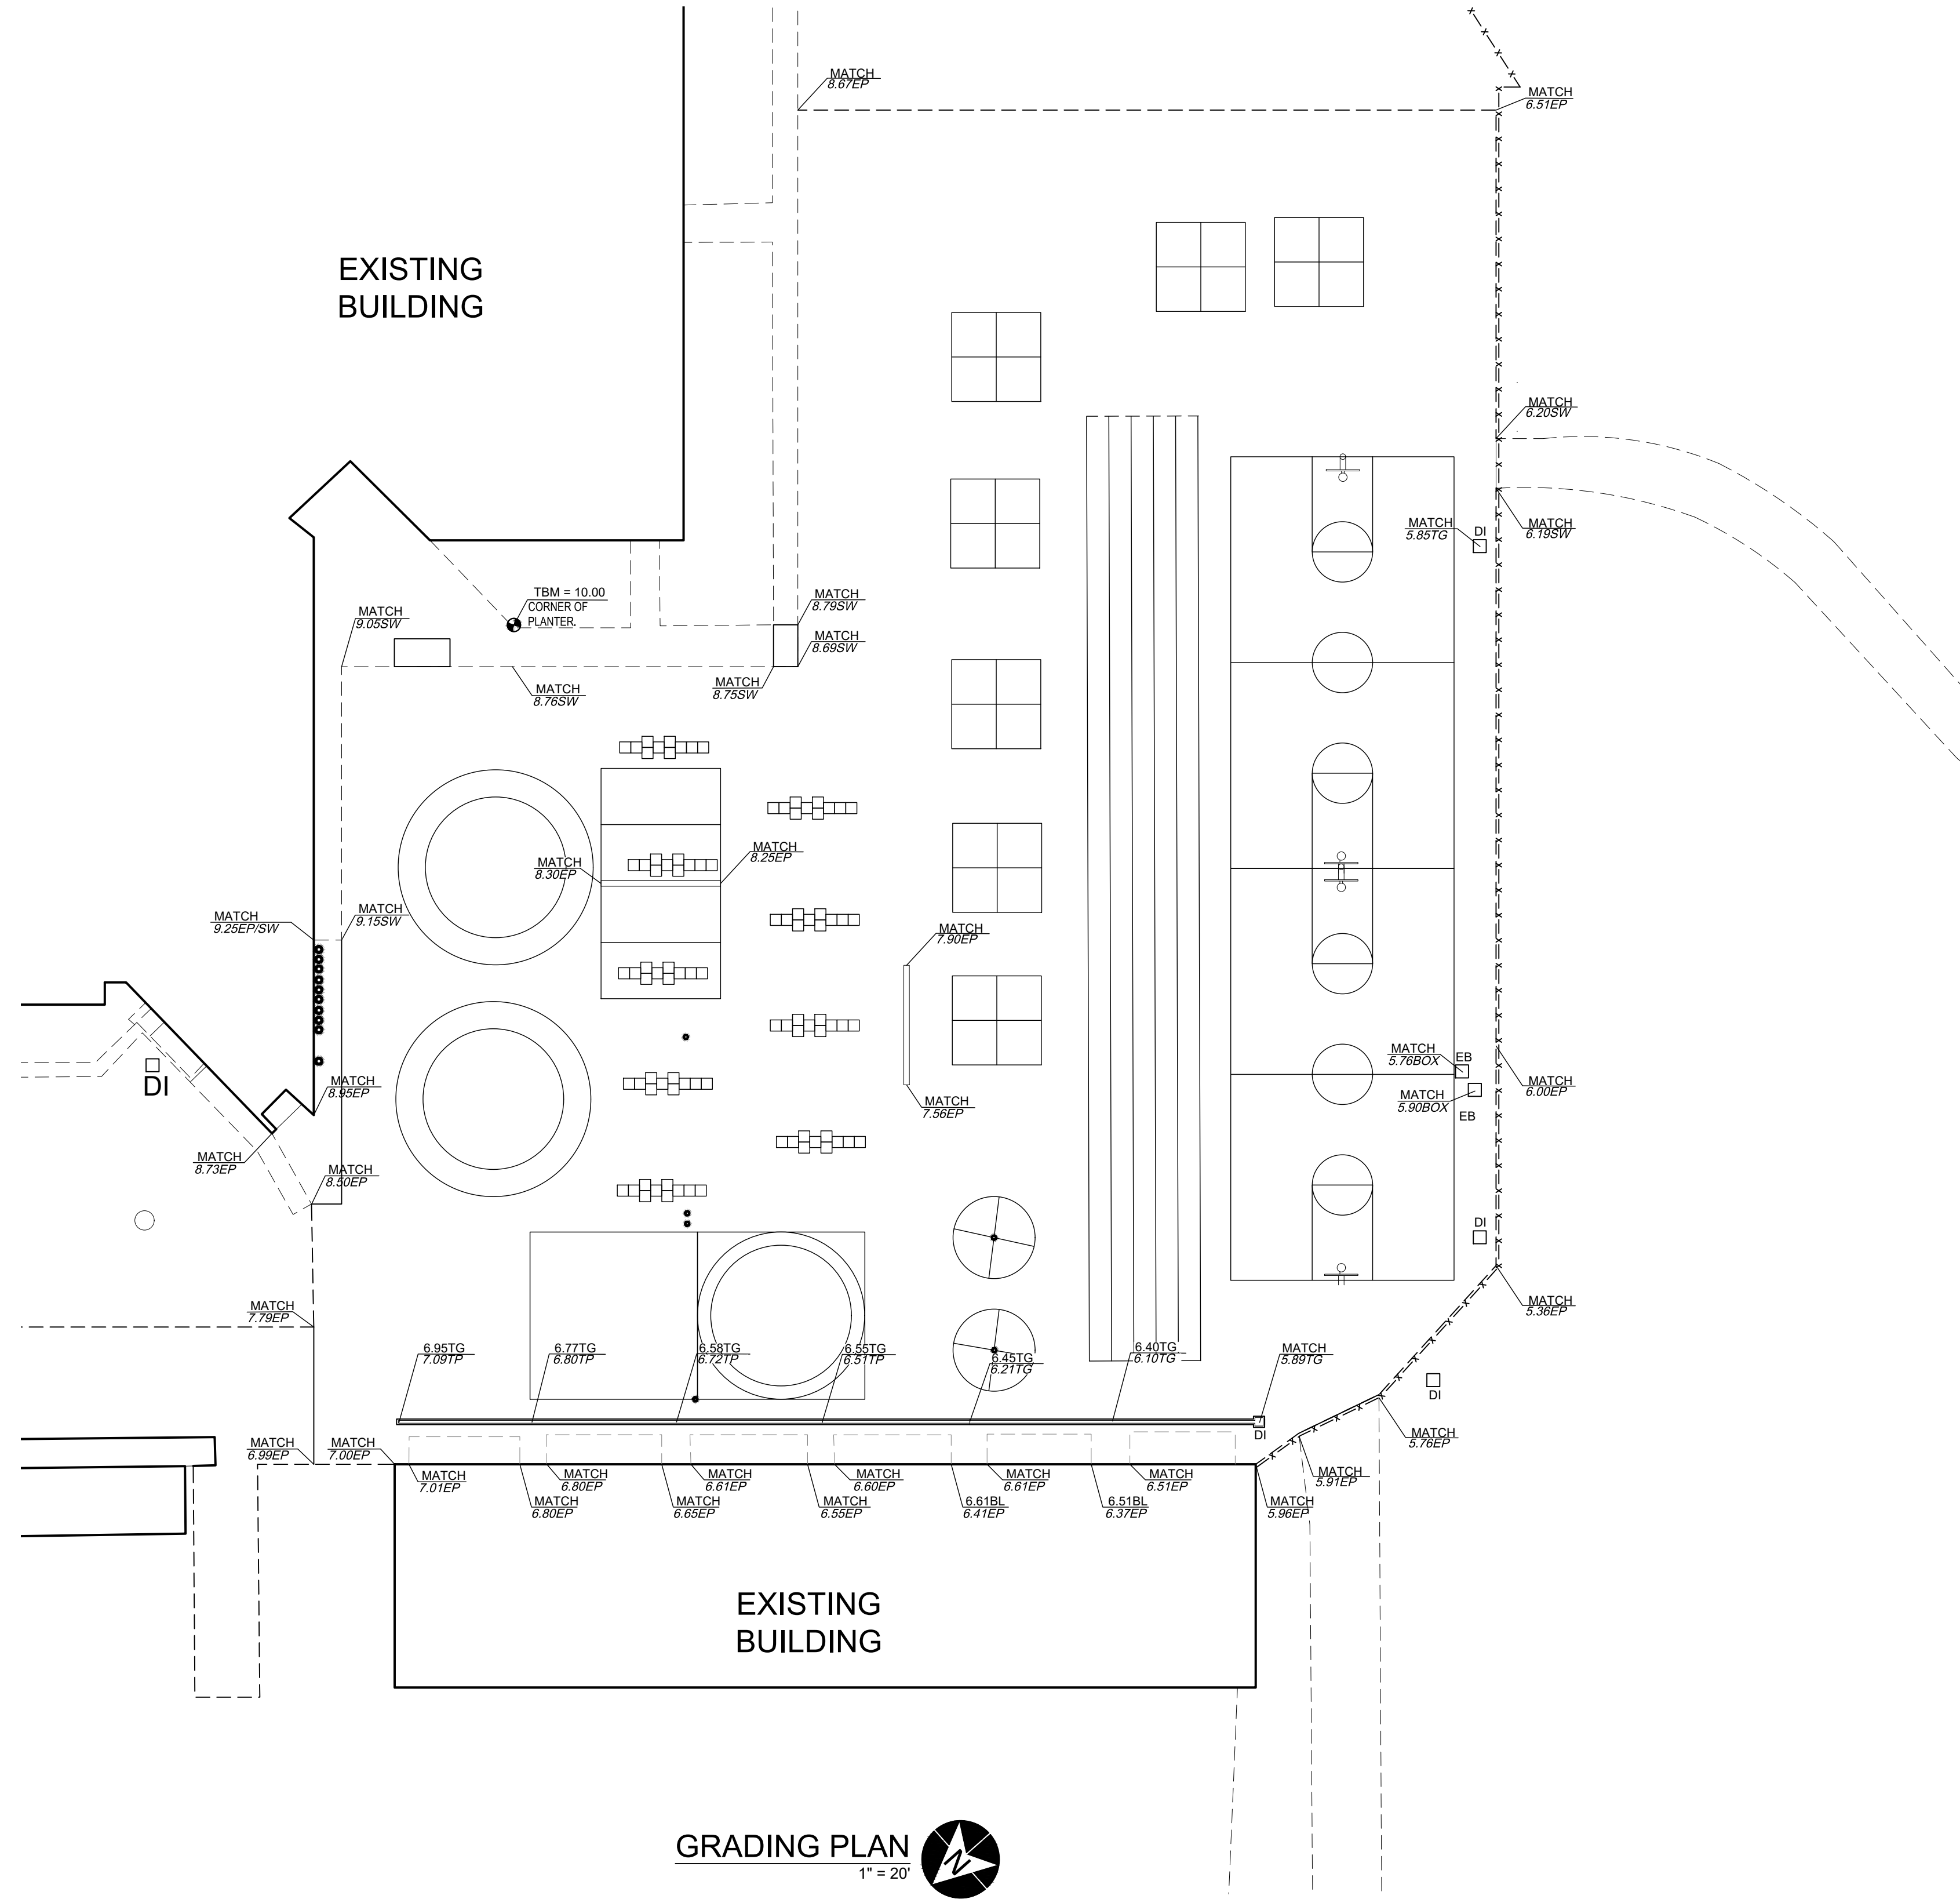 MATCH
8.67EP
MATCH
6.51EP
EXISTING
BUILDING
MATCH
6.20SW
MATCH
5.85TG
DI
MATCH
6.19SW
TBM = 10.00
CORNER OF
PLANTER.
MATCH
8.79SW
MATCH
9.05SW
MATCH
8.69SW
MATCH
8.75SW
MATCH
8.76SW
MATCH
8.25EP
MATCH
8.30EP
MATCH
9.25EP/SW
MATCH
9.15SW
MATCH
7.90EP
MATCH
5.76BOX
EB
MATCH
5.90BOX
EB
MATCH
6.00EP
DI
MATCH
8.95EP
MATCH
7.56EP
MATCH
8.73EP
MATCH
8.50EP
DI
MATCH
7.79EP
MATCH
5.36EP
6.95TG
7.09TP
6.77TG
6.80TP
6.58TG
6.72TP
6.55TG
6.51TP
6.45TG
6.21TG
6.40TG
6.10TG
MATCH
5.89TG
DI
DI
MATCH
6.99EP
MATCH
7.00EP
MATCH
5.76EP
MATCH
7.01EP
MATCH
6.80EP
MATCH
6.61EP
MATCH
6.60EP
MATCH
6.61EP
MATCH
6.51EP
MATCH
5.91EP
MATCH
6.80EP
MATCH
6.65EP
MATCH
6.55EP
6.61BL
6.41EP
6.51BL
6.37EP
MATCH
5.96EP
EXISTING
BUILDING
GRADING PLAN
1" = 20'
N